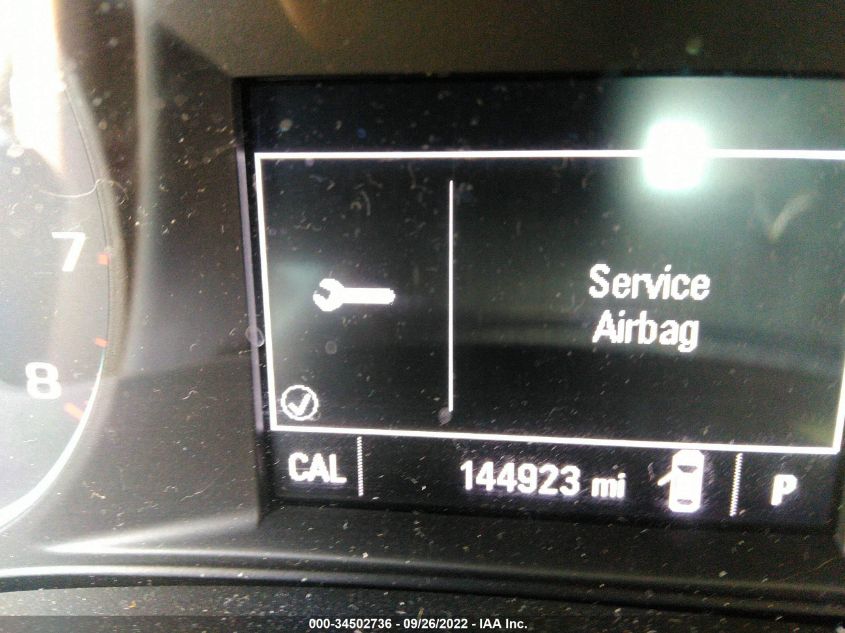 7
8
Service
Airbag
CAL
144923 mi
P
000-34502736 - 09/26/2022 - IAA Inc.